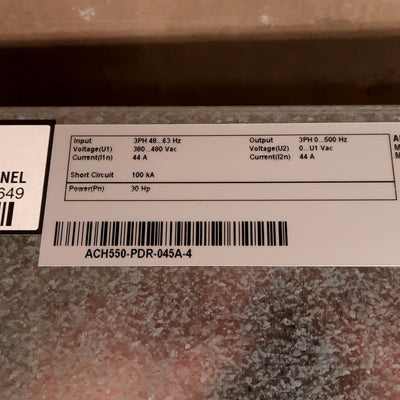 Input 3PH 48...63 Hz Output 3PH 0...500 Hz
Voltage(U1) 380...480 Vac Voltage(U2) 0...U1 Vac
Current(I1n) 44 A Current(I2n) 44 A
Short Circuit 100 kA
Power(Pn) 30 Hp
NEL
649
ACH550-PDR-045A-4